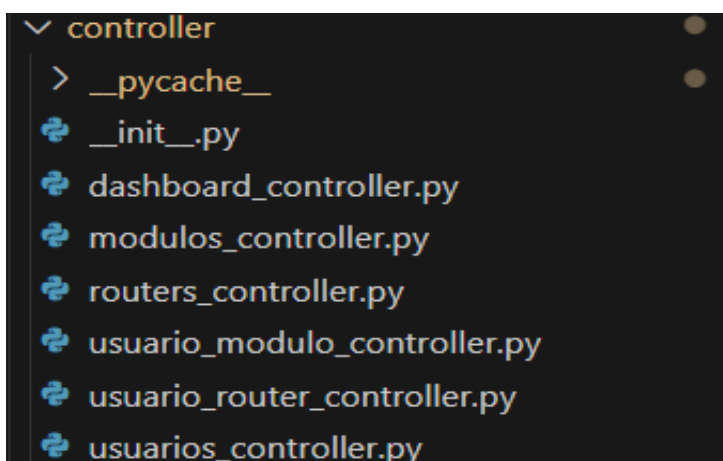 controller
__pycache__
__init__.py
dashboard_controller.py
modulos_controller.py
routers_controller.py
usuario_modulo_controller.py
usuario_router_controller.py
usuarios_controller.py